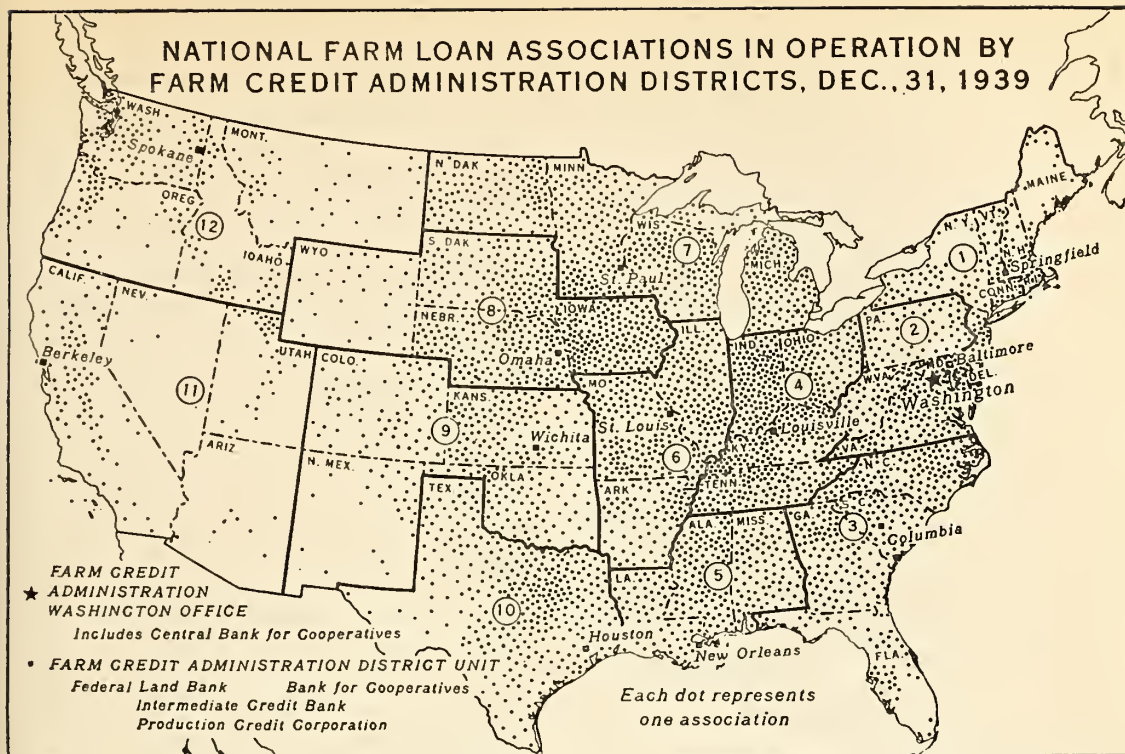 NATIONAL FARM LOAN ASSOCIATIONS IN OPERATION BY
FARM CREDIT ADMINISTRATION DISTRICTS, DEC., 31, 1939
WASH.
Spokane
MONT.
N. DAK
MINN.
MAINE
OREG.
12
IDAHO
WYO
S. DAK
WIS.
7
MICH.
St. Paul
N.Y.
VT.
N.H.
1
Springfield
CONN.
R.I.
CALIF.
NEV.
8
NEBR.
IOWA
Omaha
PA.
2
ILL.
IND.
OHIO
Berkeley
UTAH
COLO.
MD.
Baltimore
DEL.
W.VA.
Washington
11
4
MO
KANS.
9
Wichita
St. Louis
Louisville
KY.
VA.
6
ARIZ.
N. MEX.
OKLA
TEX
ARK
TENN.
N.C.
S.C.
3
Columbia
ALA.
MISS.
GA.
5
LA
10
Houston
New Orleans
FLA.
FARM CREDIT
★ ADMINISTRATION
WASHINGTON OFFICE
Includes Central Bank for Cooperatives
▪ FARM CREDIT ADMINISTRATION DISTRICT UNIT
Federal Land Bank Bank for Cooperatives
Intermediate Credit Bank
Production Credit Corporation
Each dot represents
one association